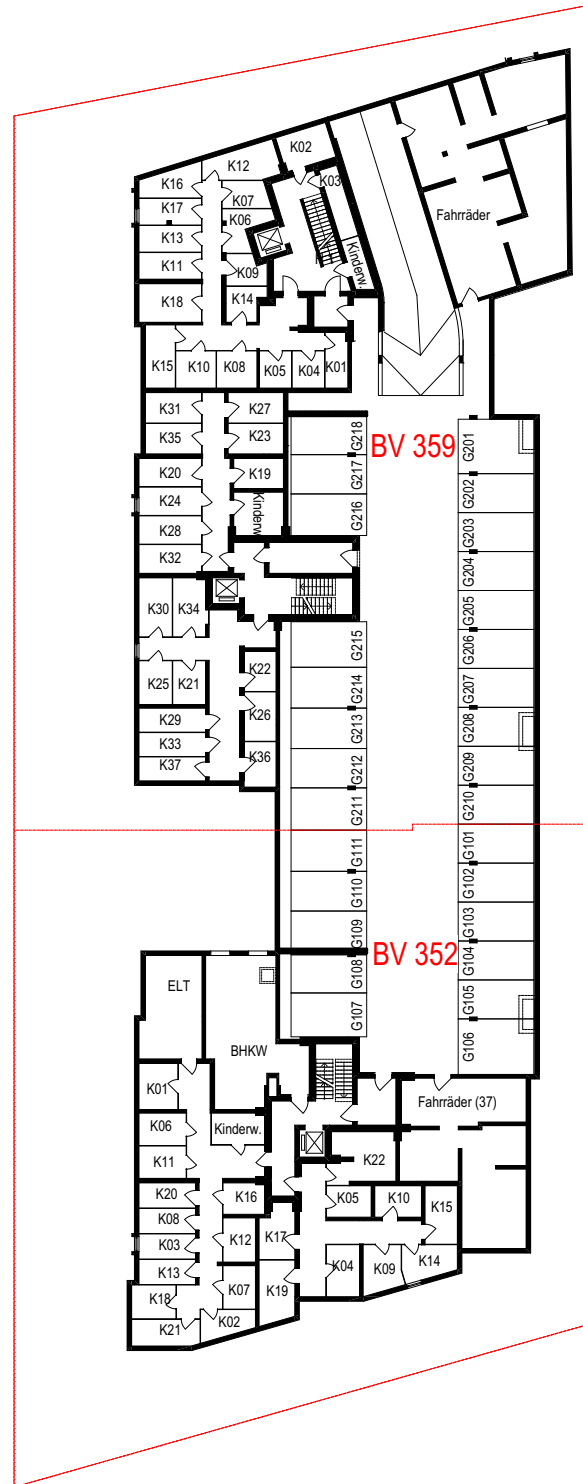 K02
K12
K03
K16
K07
K17
K06
Fahrräder
K13
Kinderw.
K11
K09
K18
K14
K15
K10
K08
K05
K04
K01
K31
K27
G218
BV 359
G201
K35
K23
G217
K20
K19
G202
K24
Kinderw.
G216
G203
K28
K32
G204
K30
K34
G205
G215
G206
K25
K21
K22
G214
G207
K29
K26
G213
G208
K33
K36
G212
G209
K37
G211
G210
G111
G101
G110
G102
G109
G103
BV 352
G104
ELT
G108
G105
G107
BHKW
G106
K01
Fahrräder (37)
K06
Kinderw.
K11
K22
K20
K16
K05
K10
K15
K08
K03
K12
K17
K14
K13
K04
K09
K18
K07
K19
K21
K02